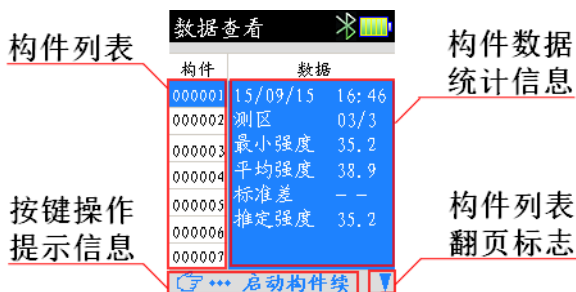 数据查看
构件 数据
000001 15/09/15 16:46
000002 测区 03/3
000003 最小强度 35.2
000004 平均强度 38.9
000005 标准差 - -
000006 推定强度 35.2
000007
··· 启动构件续
构件列表
按键操作
提示信息
构件数据
统计信息
构件列表
翻页标志